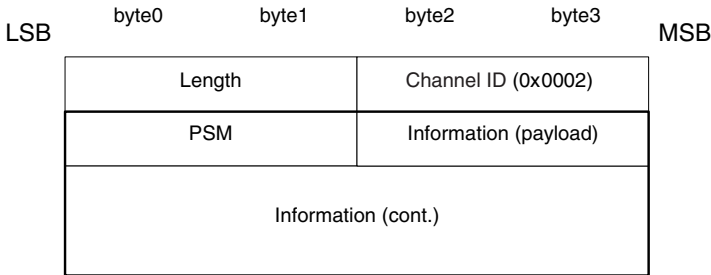 byte0 byte1 byte2 byte3
LSB MSB
Length Channel ID (0x0002)
PSM Information (payload)
Information (cont.)